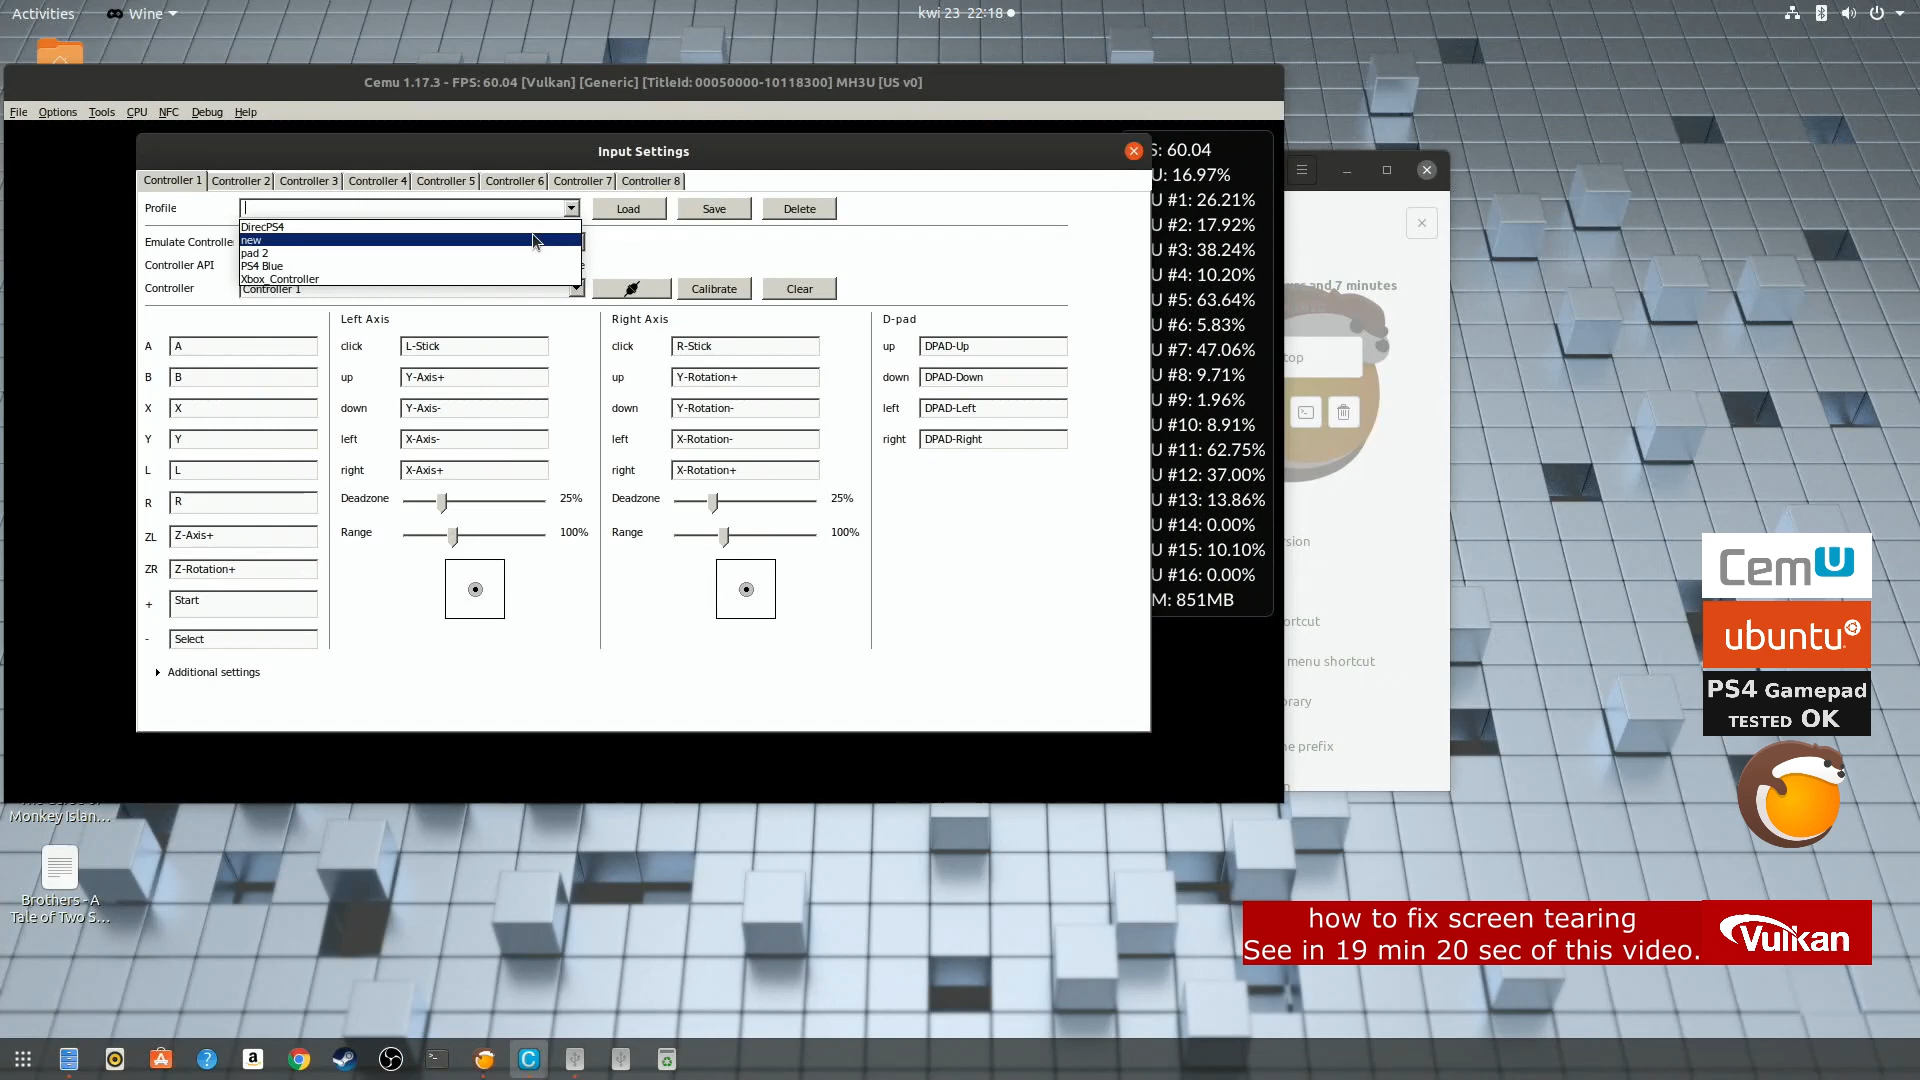 Activities
Wine
kwi 23 22:18
Cemu 1.17.3 - FPS: 60.04 [Vulkan] [Generic] [TitleId: 00050000-10118300] MH3U [US v0]
File Options Tools CPU NFC Debug Help
Input Settings
Controller 1 Controller 2 Controller 3 Controller 4 Controller 5 Controller 6 Controller 7 Controller 8
Profile Load Save Delete
DirecPS4
new
pad 2
PS4 Blue
Xbox_Controller
Emulate Controlle
Controller API
Controller Controller 1 Calibrate Clear
A A
B B
X X
Y Y
L L
R R
ZL Z-Axis+
ZR Z-Rotation+
+ Start
- Select
Left Axis
click L-Stick
up Y-Axis+
down Y-Axis-
left X-Axis-
right X-Axis+
Deadzone 25%
Range 100%
Right Axis
click R-Stick
up Y-Rotation+
down Y-Rotation-
left X-Rotation-
right X-Rotation+
Deadzone 25%
Range 100%
D-pad
up DPAD-Up
down DPAD-Down
left DPAD-Left
right DPAD-Right
Additional settings
S: 60.04
U: 16.97%
U #1: 26.21%
U #2: 17.92%
U #3: 38.24%
U #4: 10.20%
U #5: 63.64%
U #6: 5.83%
U #7: 47.06%
U #8: 9.71%
U #9: 1.96%
U #10: 8.91%
U #11: 62.75%
U #12: 37.00%
U #13: 13.86%
U #14: 0.00%
U #15: 10.10%
U #16: 0.00%
M: 851MB
and 7 minutes
top
rsion
ortcut
menu shortcut
rary
e prefix
Cemu
ubuntu
PS4 Gamepad
TESTED OK
Monkey Islan...
Brothers - A
Tale of Two S...
how to fix screen tearing
See in 19 min 20 sec of this video.
Vulkan